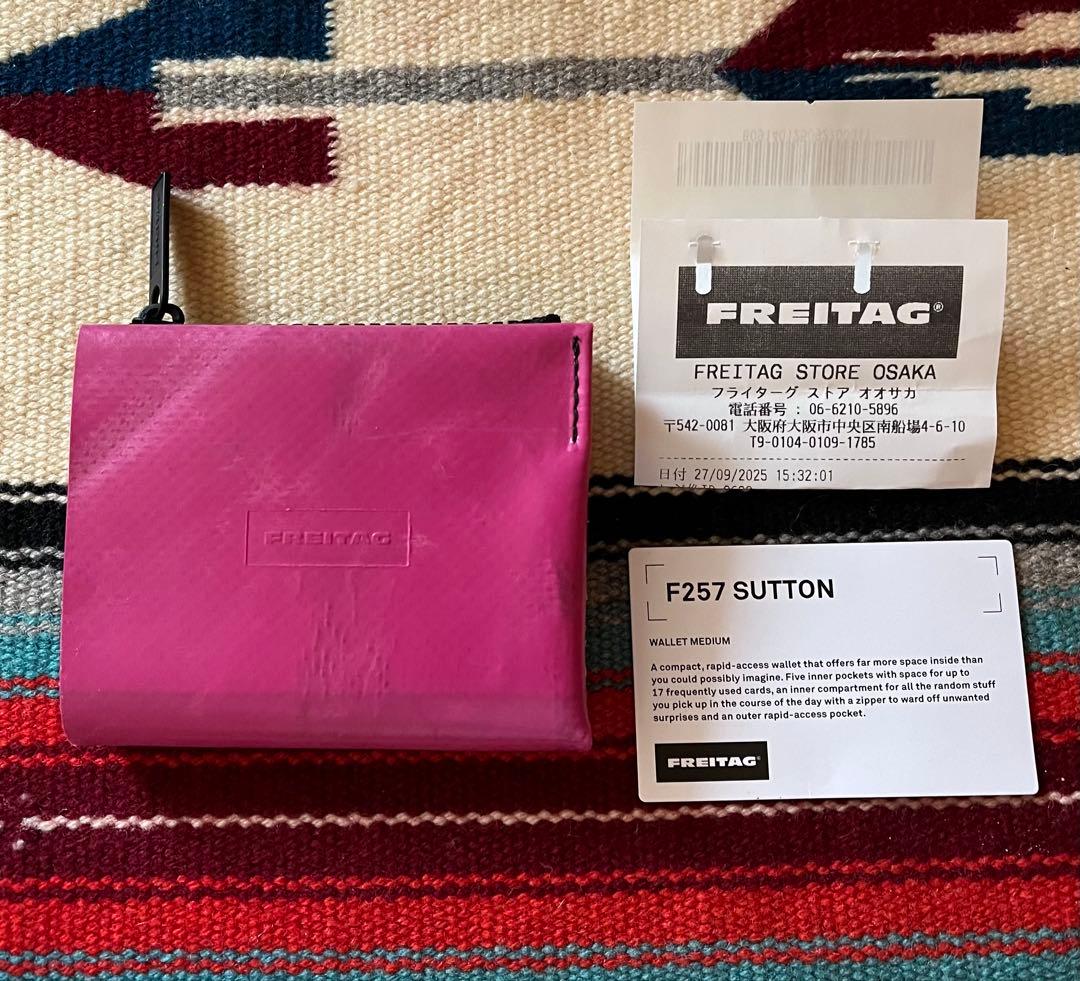 FREITAG
FREITAG®
FREITAG STORE OSAKA
フライターグ ストア オオサカ
電話番号 : 06-6210-5896
〒542-0081 大阪府大阪市中央区南船場4-6-10
T9-0104-0109-1785
日付 27/09/2025 15:32:01
F257 SUTTON
WALLET MEDIUM
A compact, rapid-access wallet that offers far more space inside than
you could possibly imagine. Five inner pockets with space for up to
17 frequently used cards, an inner compartment for all the random stuff
you pick up in the course of the day with a zipper to ward off unwanted
surprises and an outer rapid-access pocket.
FREITAG®